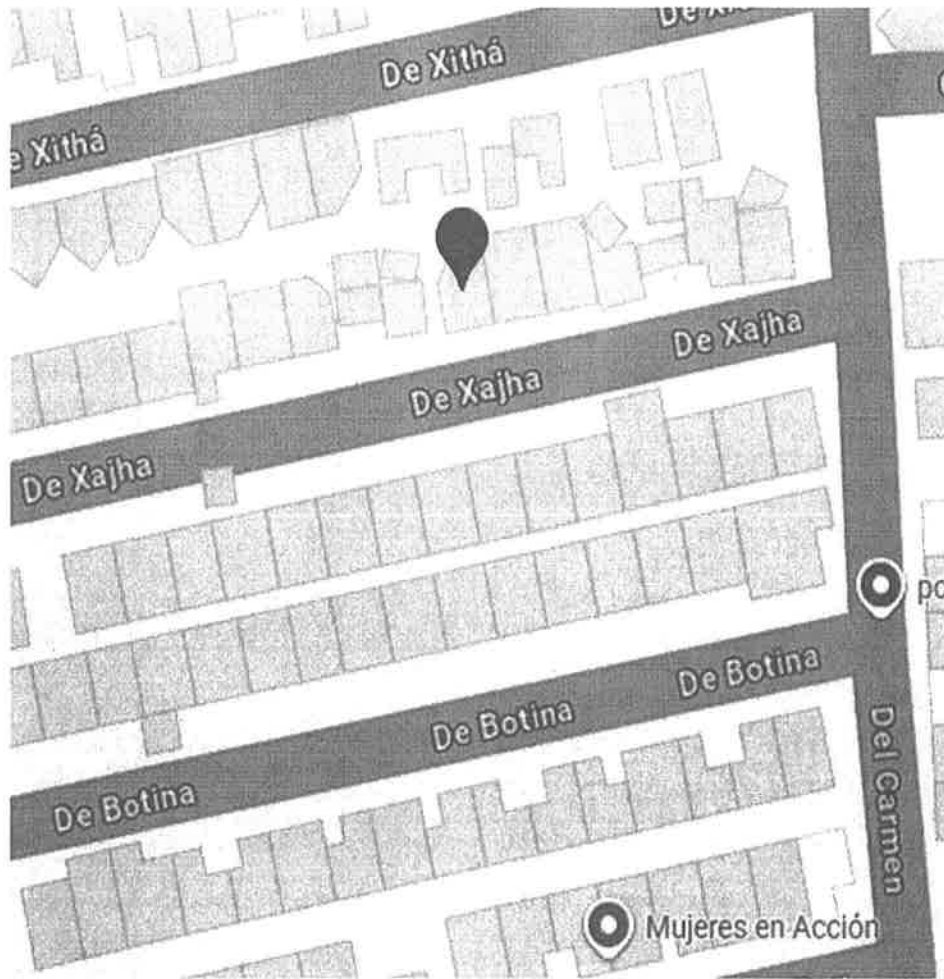 De Xithá
De Xithá
De Xajha
De Xajha
De Xajha
De Botina
De Botina
De Botina
Del Carmen
Mujeres en Acción